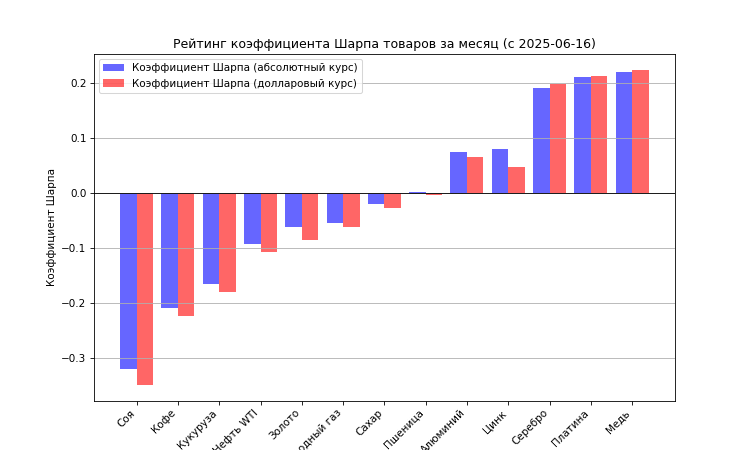 Рейтинг коэффициента Шарпа товаров за месяц (с 2025-06-16)
Коэффициент Шарпа (абсолютный курс)
Коэффициент Шарпа (долларовый курс)
Коэффициент Шарпа
0.2
0.1
0.0
−0.1
−0.2
−0.3
Соя
Кофе
Кукуруза
Нефть WTI
Золото
одный газ
Сахар
Пшеница
Алюминий
Цинк
Серебро
Платина
Медь